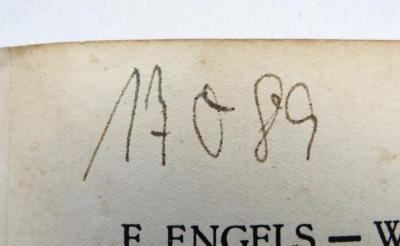 17089
F. ENGELS — W